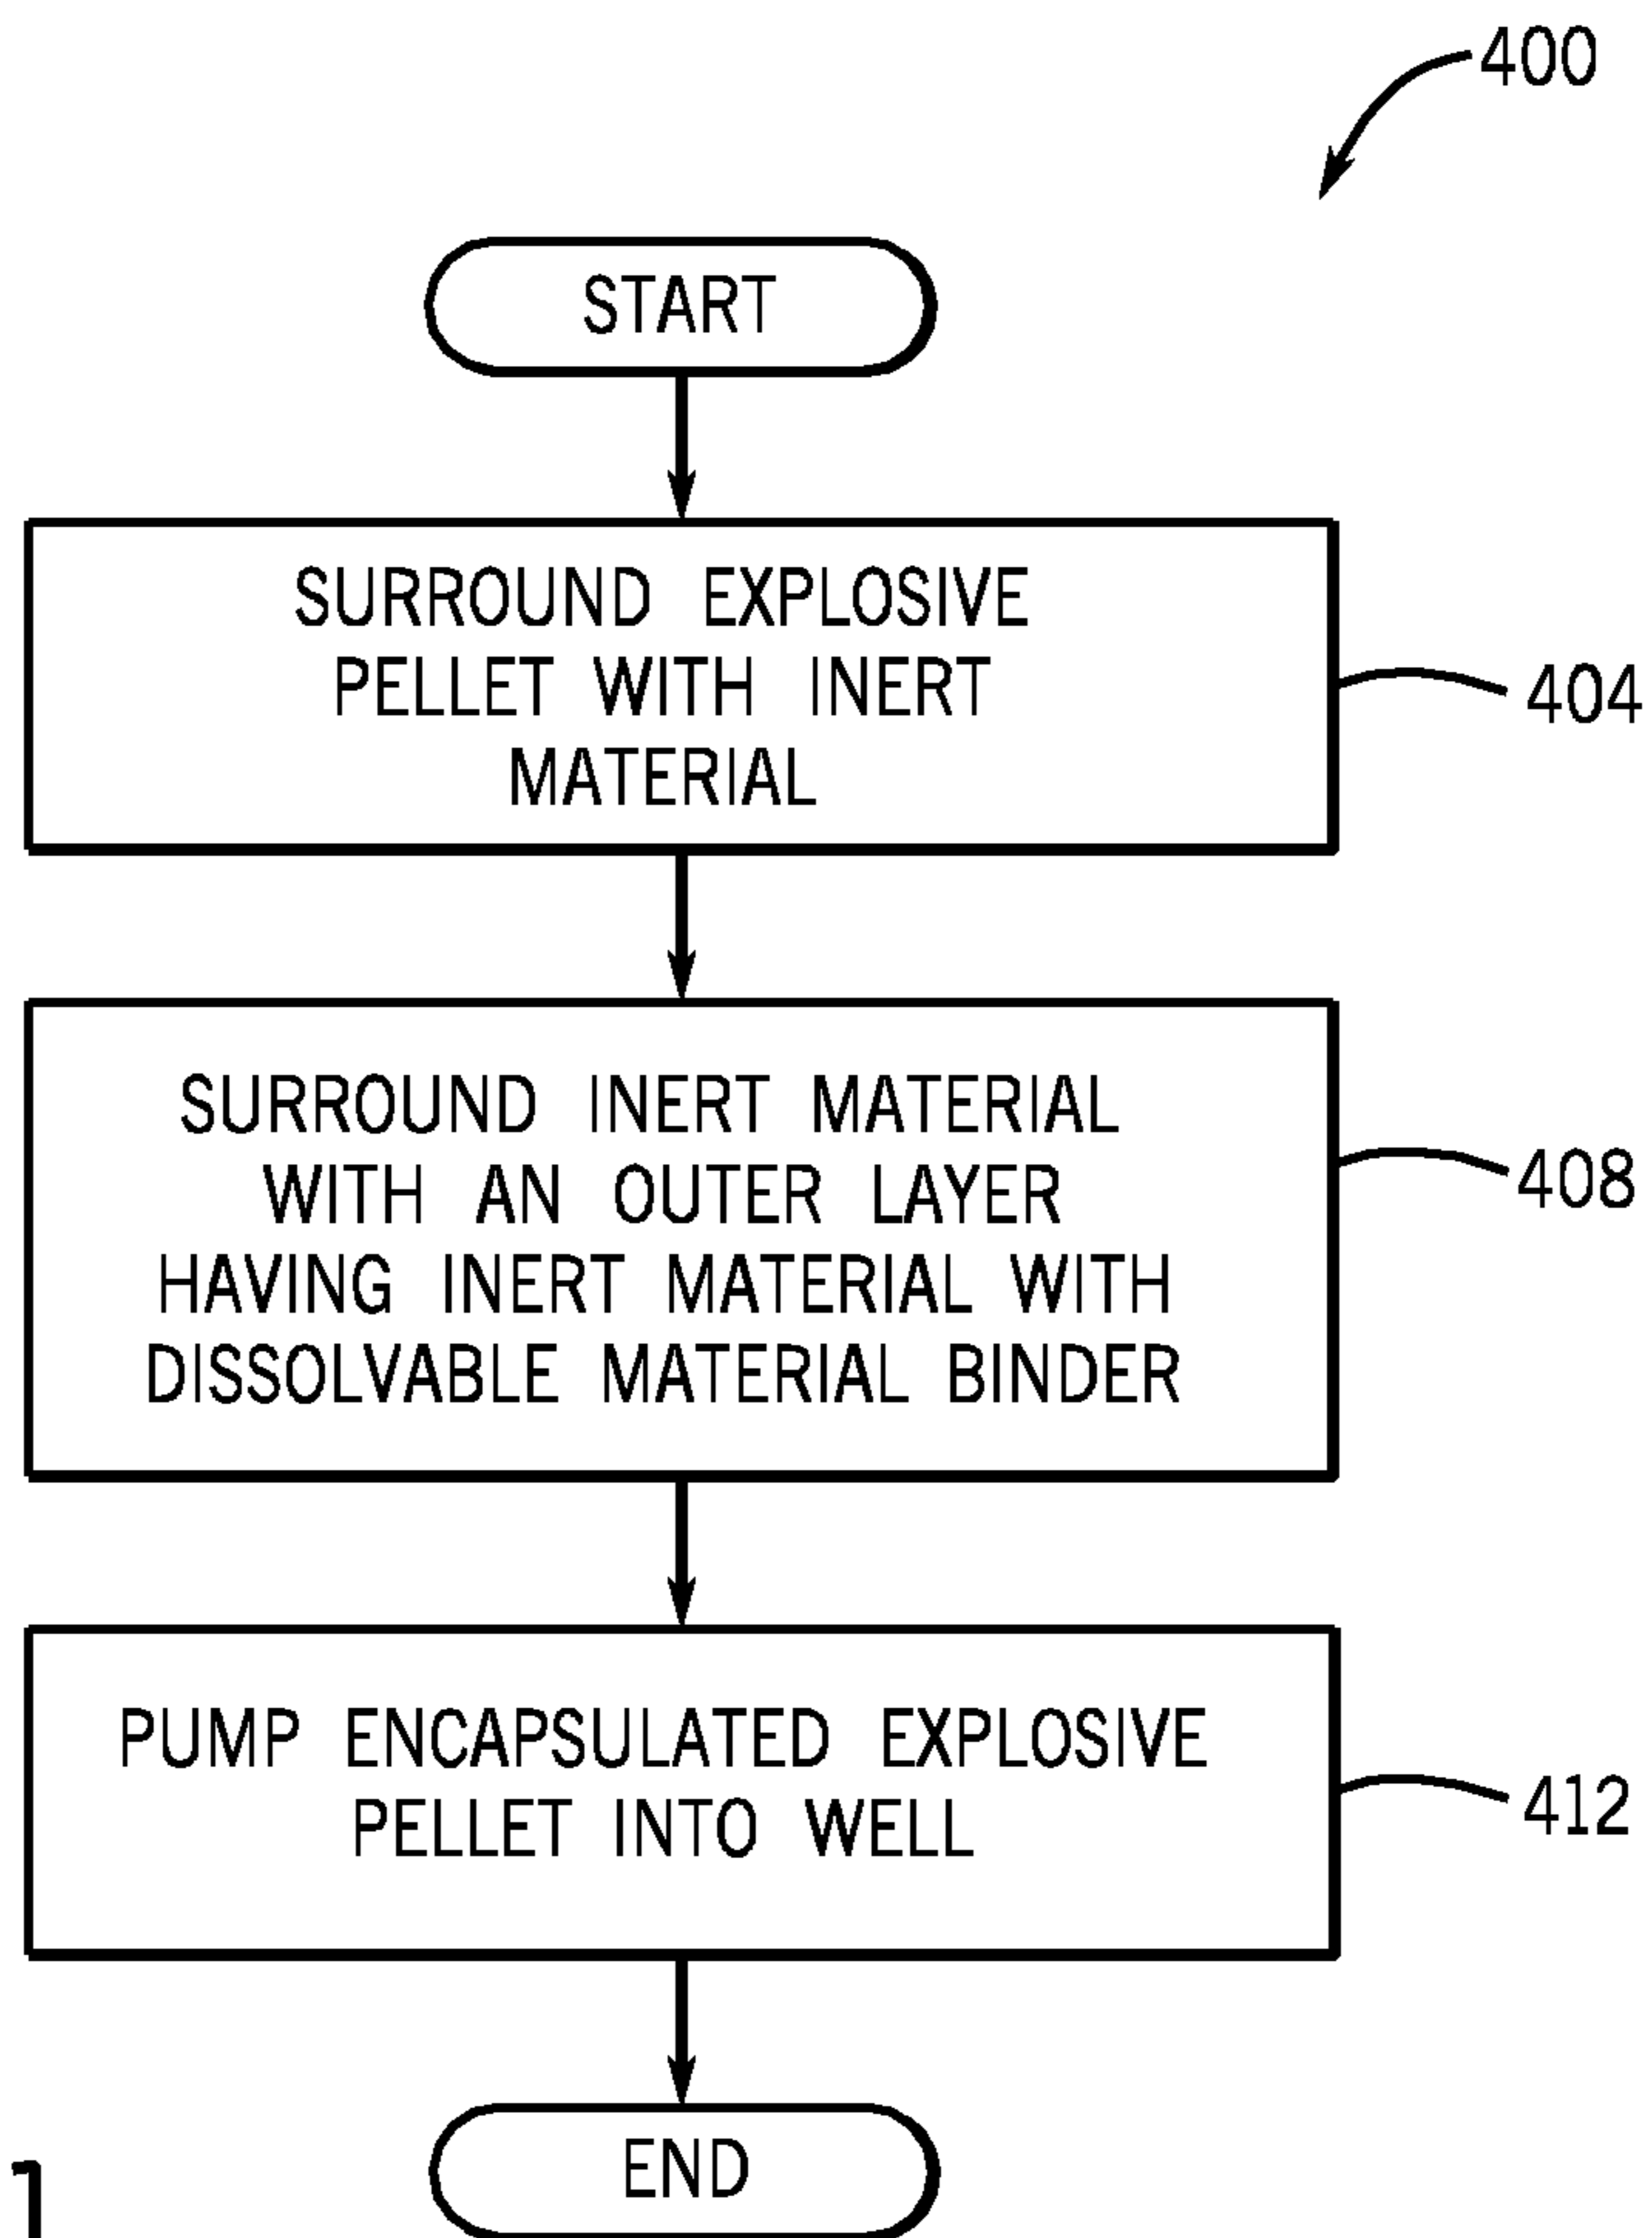 400
START
SURROUND EXPLOSIVE
PELLET WITH INERT
MATERIAL
404
SURROUND INERT MATERIAL
WITH AN OUTER LAYER
HAVING INERT MATERIAL WITH
DISSOLVABLE MATERIAL BINDER
408
PUMP ENCAPSULATED EXPLOSIVE
PELLET INTO WELL
412
END